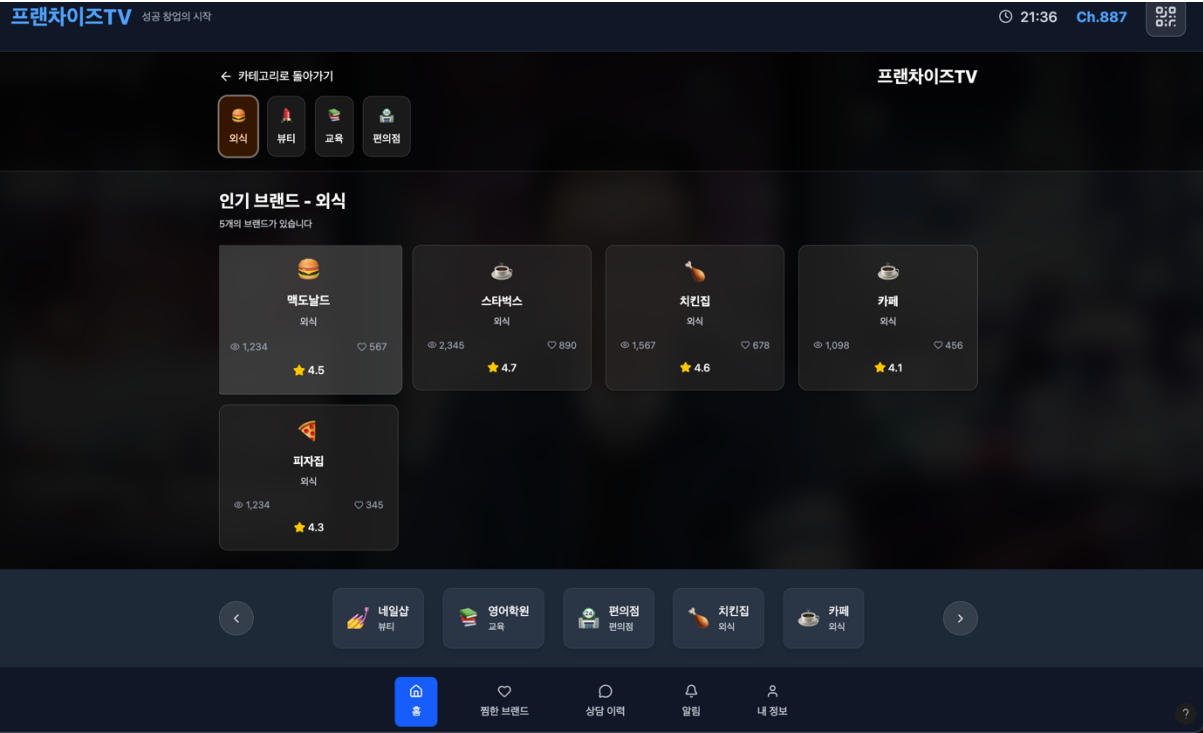 프랜차이즈TV 성공 창업의 시작 21:36 Ch.887
← 카테고리로 돌아가기 프랜차이즈TV
외식 뷰티 교육 편의점
인기 브랜드 - 외식
5개의 브랜드가 있습니다
맥도날드
외식
1,234 567
4.5
스타벅스
외식
2,345 890
4.7
치킨집
외식
1,567 678
4.6
카페
외식
1,098 456
4.1
피자집
외식
1,234 345
4.3
네일샵
뷰티
영어학원
교육
24
편의점
편의점
치킨집
외식
카페
외식
홈 찜한 브랜드 상담 이력 알림 내 정보
?